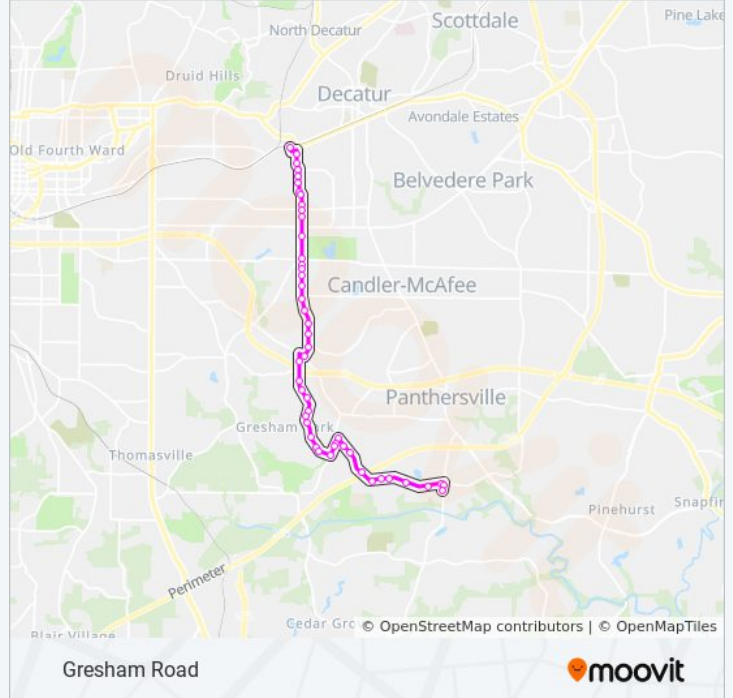 Scottdale
Pine Lake
North Decatur
Druid Hills
Decatur
Avondale Estates
Old Fourth Ward
Belvedere Park
Candler-McAfee
Panthersville
Gresham Park
Thomasville
Pinehurst
Snapfin
Perimeter
Cedar Grc
Blair Village
© OpenStreetMap contributors | © OpenMapTiles
Gresham Road
moovit